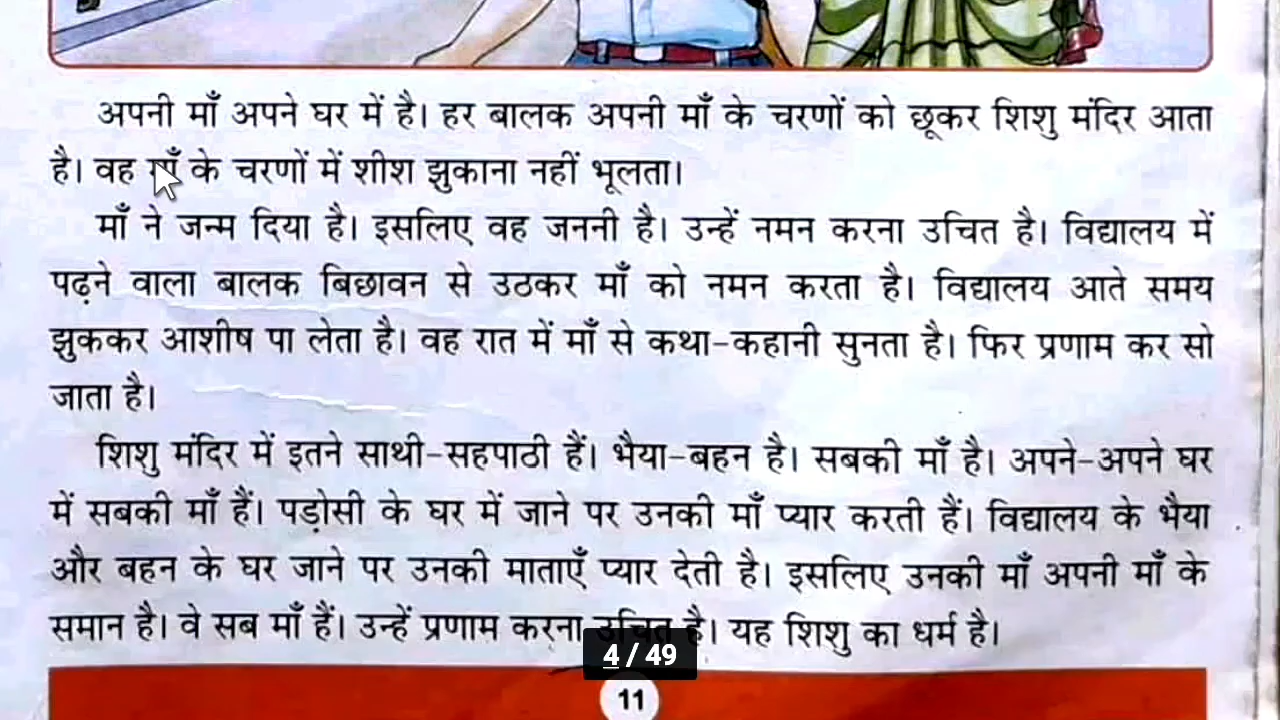 अपनी माँ अपने घर में है। हर बालक अपनी माँ के चरणों को छूकर शिशु मंदिर आता
है। वह माँ के चरणों में शीश झुकाना नहीं भूलता।
माँ ने जन्म दिया है। इसलिए वह जननी है। उन्हें नमन करना उचित है। विद्यालय में
पढ़ने वाला बालक बिछावन से उठकर माँ को नमन करता है। विद्यालय आते समय
झुककर आशीष पा लेता है। वह रात में माँ से कथा-कहानी सुनता है। फिर प्रणाम कर सो
जाता है।
शिशु मंदिर में इतने साथी-सहपाठी हैं। भैया-बहन है। सबकी माँ है। अपने-अपने घर
में सबकी माँ हैं। पड़ोसी के घर में जाने पर उनकी माँ प्यार करती हैं। विद्यालय के भैया
और बहन के घर जाने पर उनकी माताएँ प्यार देती है। इसलिए उनकी माँ अपनी माँ के
समान है। वे सब माँ हैं। उन्हें प्रणाम करना उचित है। यह शिशु का धर्म है।
4 / 49
11